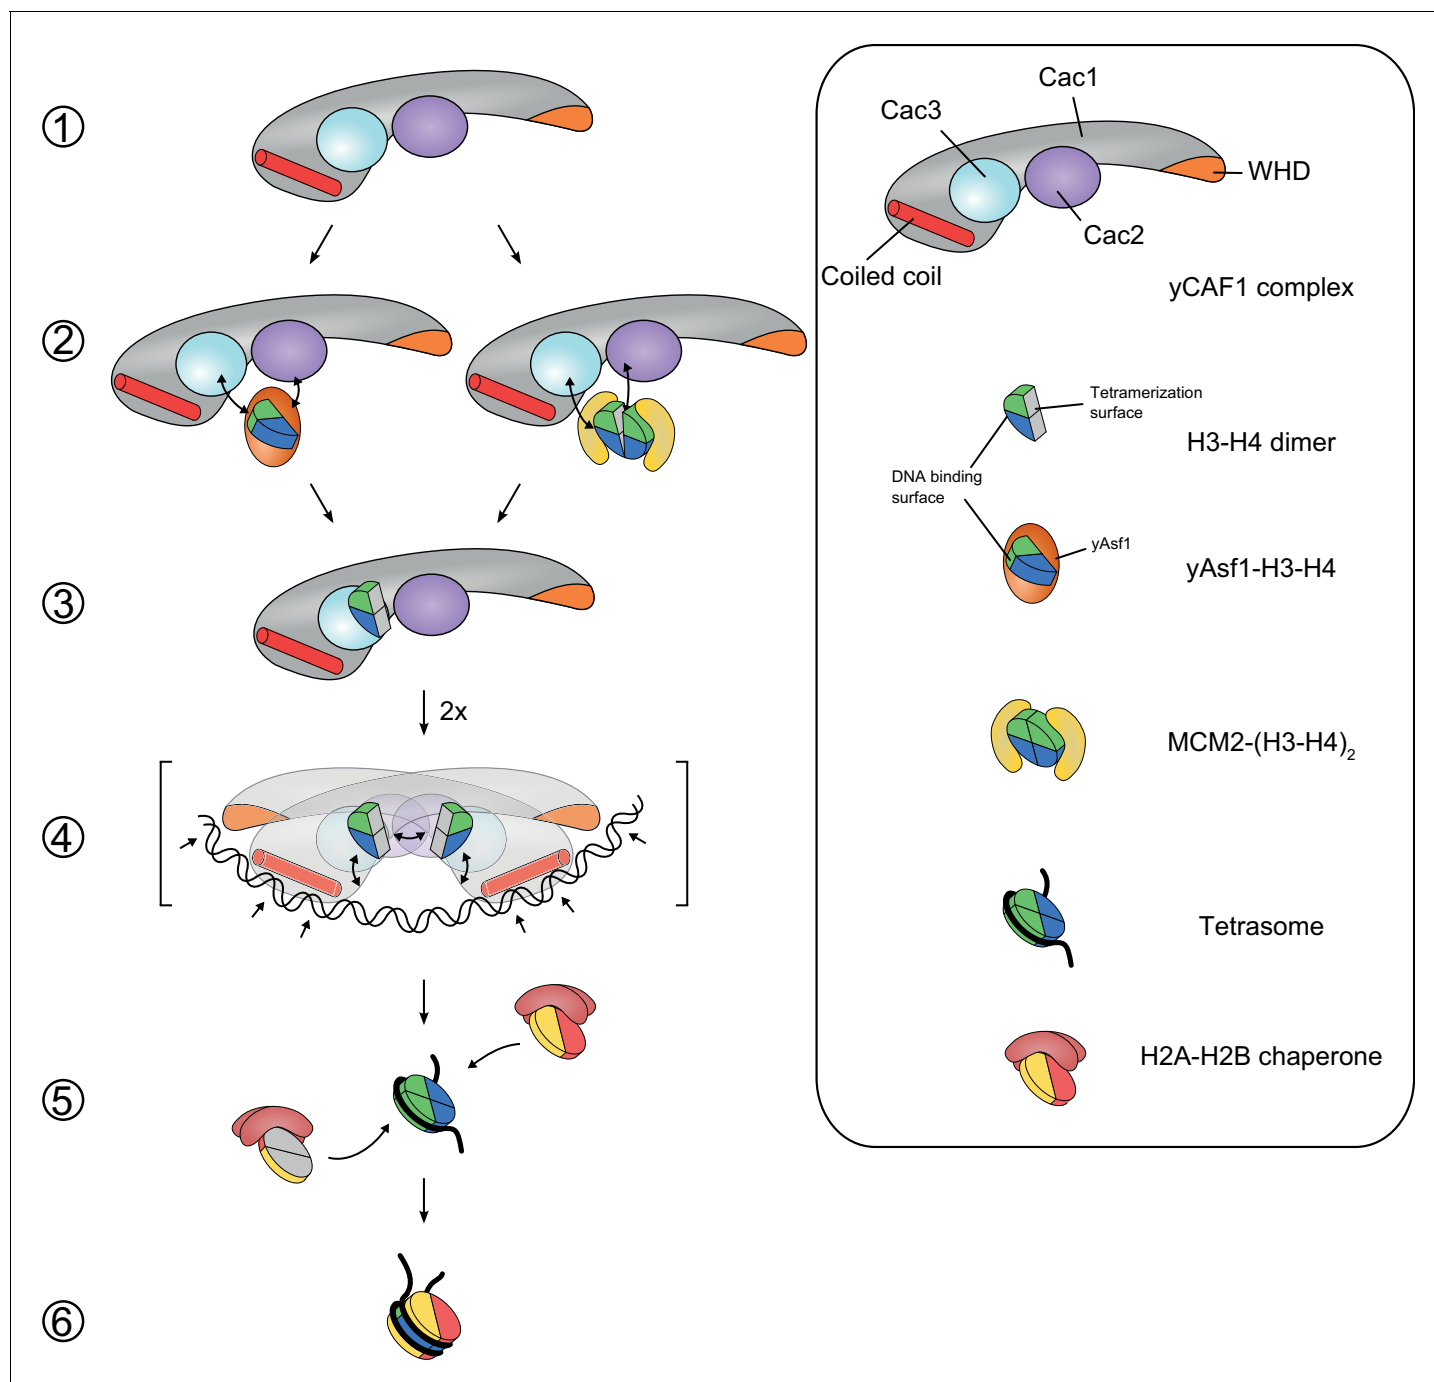 1
2
3
2x
4
5
6
Cac1
Cac3
WHD
Cac2
Coiled coil
yCAF1 complex
Tetramerization
surface
H3-H4 dimer
DNA binding
surface
yAsf1
yAsf1-H3-H4
MCM2-(H3-H4)₂
Tetrasome
H2A-H2B chaperone